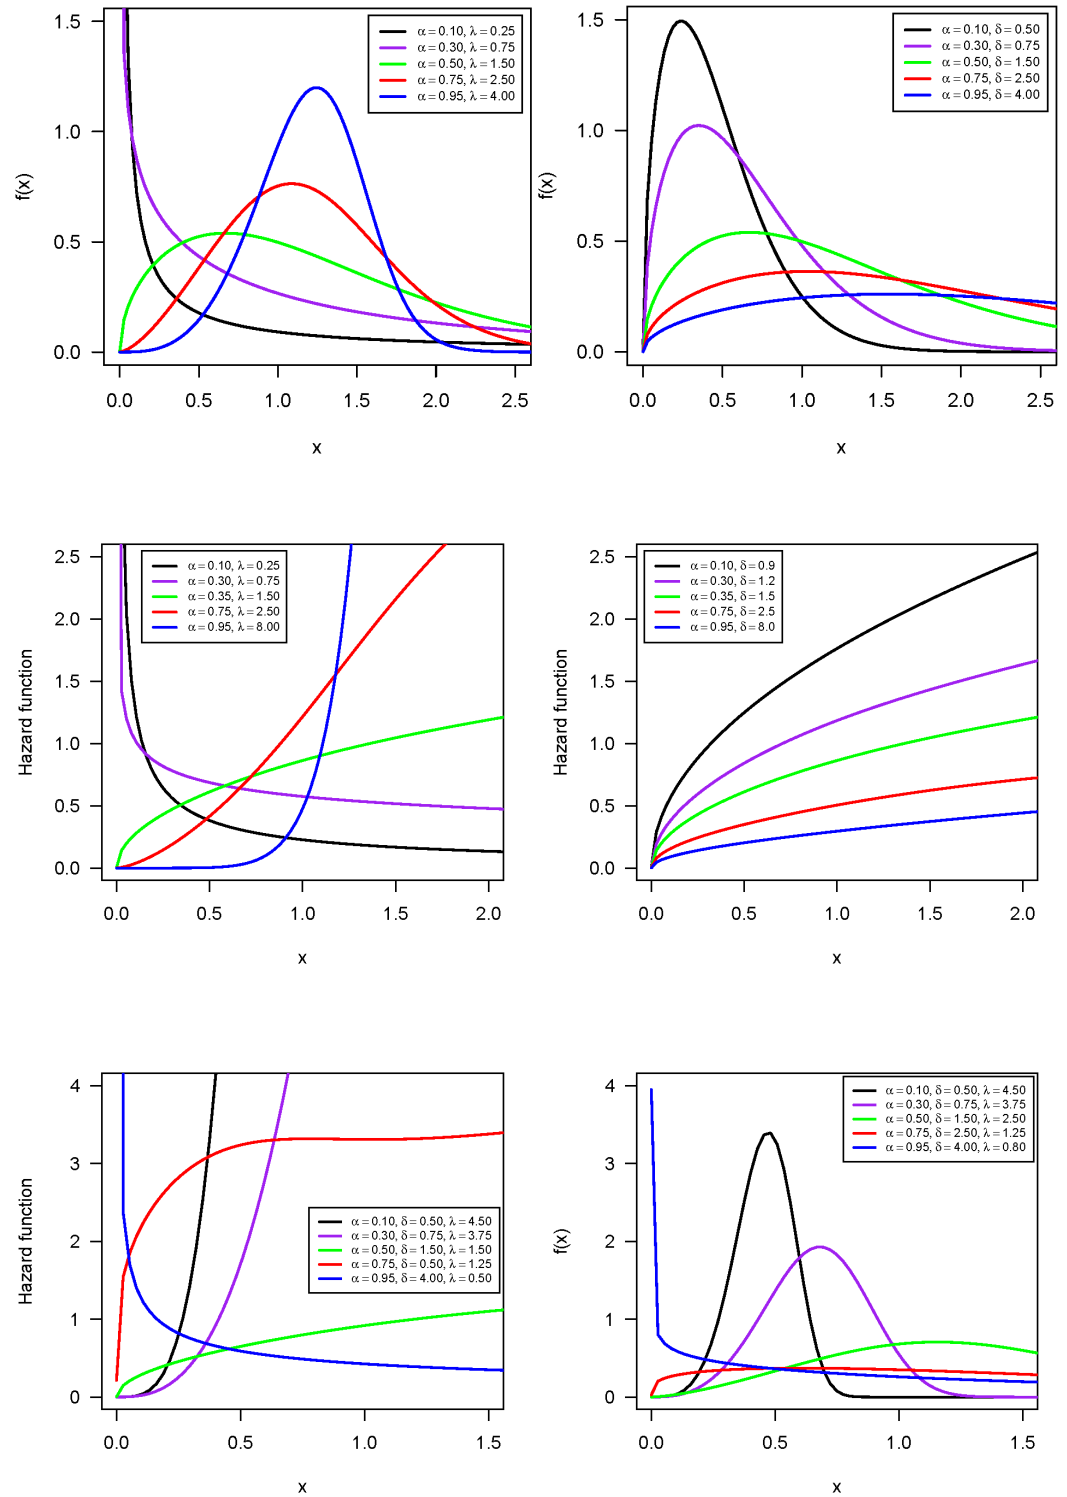 α = 0.10, λ = 0.25
α = 0.30, λ = 0.75
α = 0.50, λ = 1.50
α = 0.75, λ = 2.50
α = 0.95, λ = 4.00
1.5
1.0
0.5
0.0
f(x)
0.0 0.5 1.0 1.5 2.0 2.5
x
α = 0.10, δ = 0.50
α = 0.30, δ = 0.75
α = 0.50, δ = 1.50
α = 0.75, δ = 2.50
α = 0.95, δ = 4.00
1.5
1.0
0.5
0.0
f(x)
0.0 0.5 1.0 1.5 2.0 2.5
x
α = 0.10, λ = 0.25
α = 0.30, λ = 0.75
α = 0.35, λ = 1.50
α = 0.75, λ = 2.50
α = 0.95, λ = 8.00
2.5
2.0
1.5
1.0
0.5
0.0
Hazard function
0.0 0.5 1.0 1.5 2.0
x
α = 0.10, δ = 0.9
α = 0.30, δ = 1.2
α = 0.35, δ = 1.5
α = 0.75, δ = 2.5
α = 0.95, δ = 8.0
2.5
2.0
1.5
1.0
0.5
0.0
Hazard function
0.0 0.5 1.0 1.5 2.0
x
4
3
2
1
0
Hazard function
α = 0.10, δ = 0.50, λ = 4.50
α = 0.30, δ = 0.75, λ = 3.75
α = 0.50, δ = 1.50, λ = 1.50
α = 0.75, δ = 0.50, λ = 1.25
α = 0.95, δ = 4.00, λ = 0.50
0.0 0.5 1.0 1.5
x
α = 0.10, δ = 0.50, λ = 4.50
α = 0.30, δ = 0.75, λ = 3.75
α = 0.50, δ = 1.50, λ = 2.50
α = 0.75, δ = 2.50, λ = 1.25
α = 0.95, δ = 4.00, λ = 0.80
4
3
2
1
0
f(x)
0.0 0.5 1.0 1.5
x